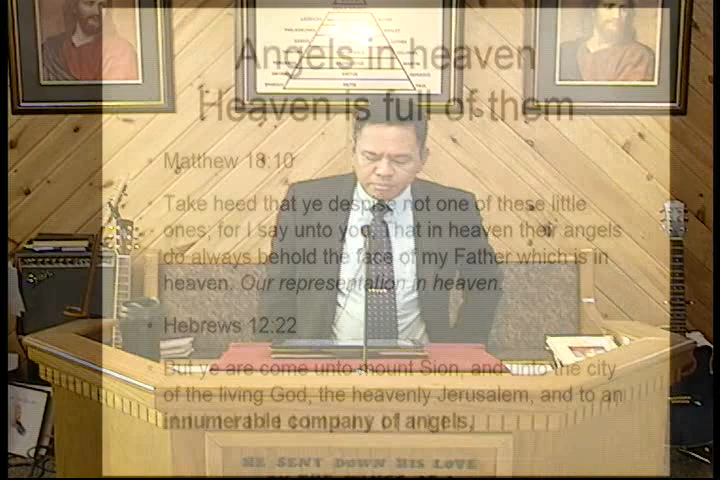 Angels in heaven
Heaven is full of them
Matthew 18:10
Take heed that ye despise not one of these little
ones; for I say unto you, That in heaven their angels
do always behold the face of my Father which is in
heaven. Our representation in heaven.
Hebrews 12:22
But ye are come unto mount Sion, and unto the city
of the living God, the heavenly Jerusalem, and to an
innumerable company of angels,
HE SENT DOWN HIS LOVE